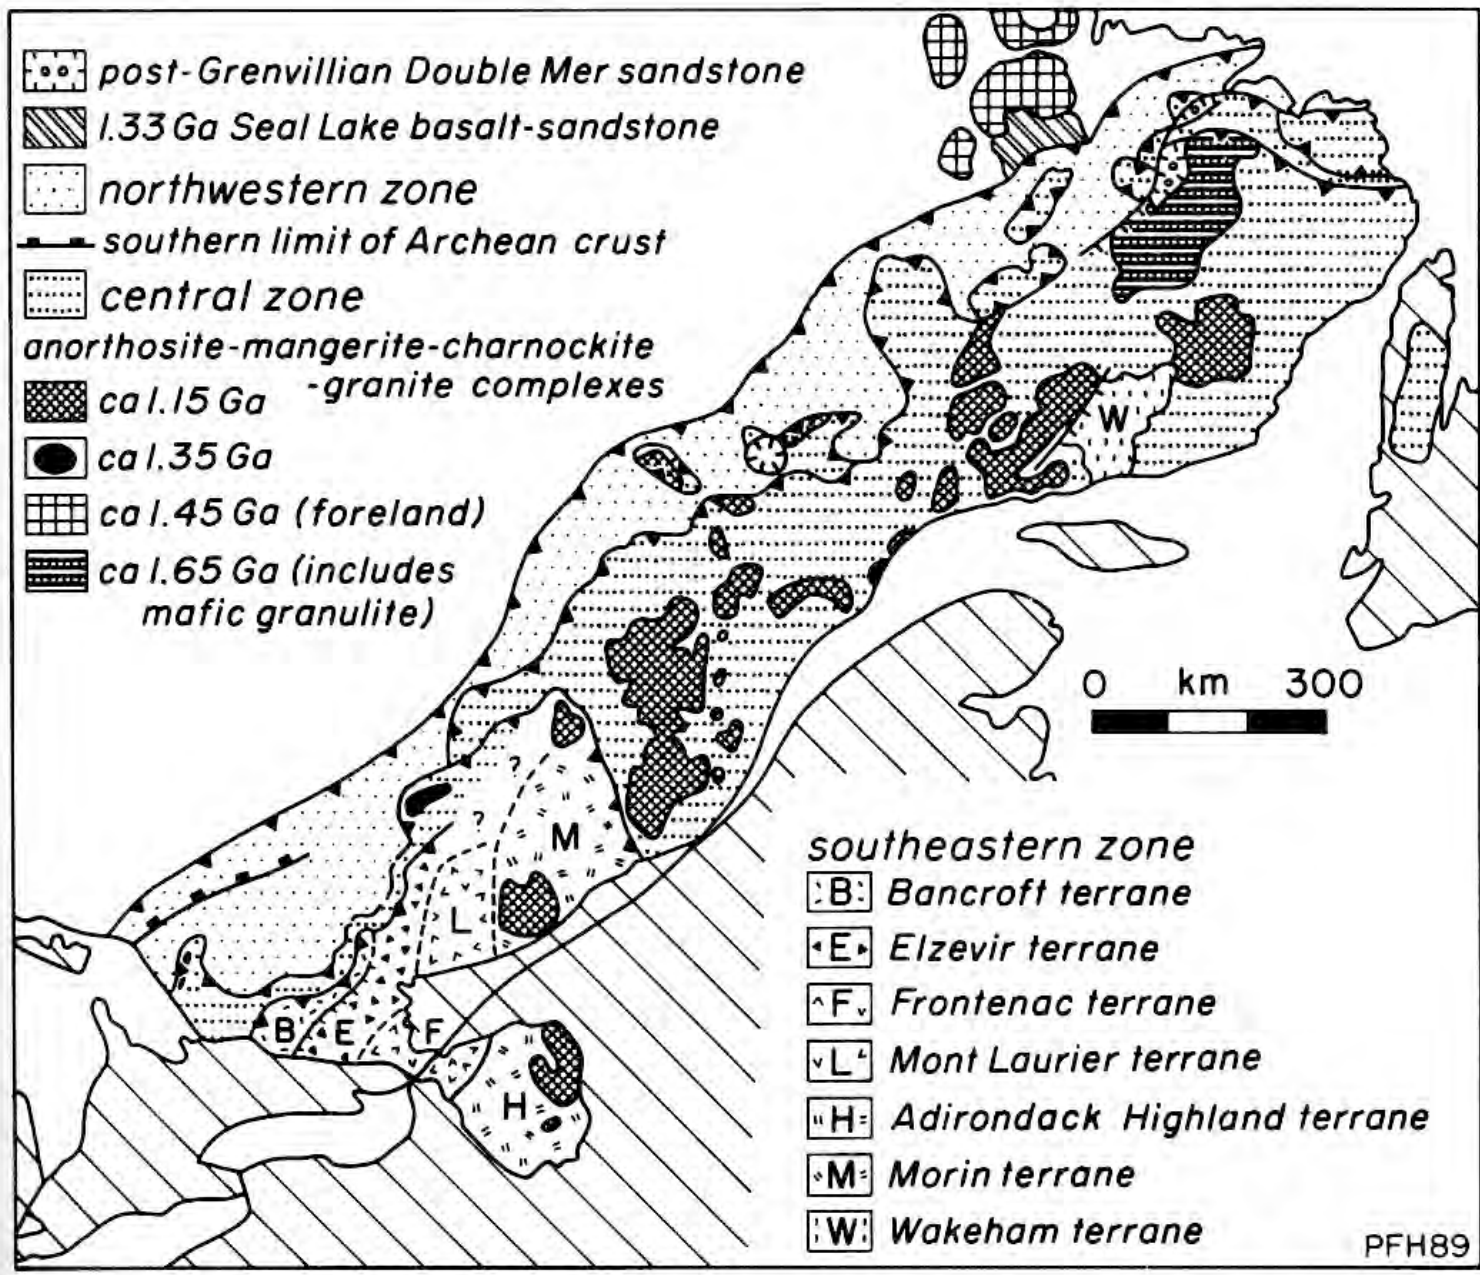 post-Grenvillian Double Mer sandstone
1.33 Ga Seal Lake basalt-sandstone
northwestern zone
southern limit of Archean crust
central zone
anorthosite-mangerite-charnockite
-granite complexes
ca 1.15 Ga
ca 1.35 Ga
ca 1.45 Ga (foreland)
ca 1.65 Ga (includes
mafic granulite)
W
0 km 300
?
?
?
M
L
B E F
H
southeastern zone
B Bancroft terrane
E Elzevir terrane
F Frontenac terrane
L Mont Laurier terrane
H Adirondack Highland terrane
M Morin terrane
W Wakeham terrane
PFH89